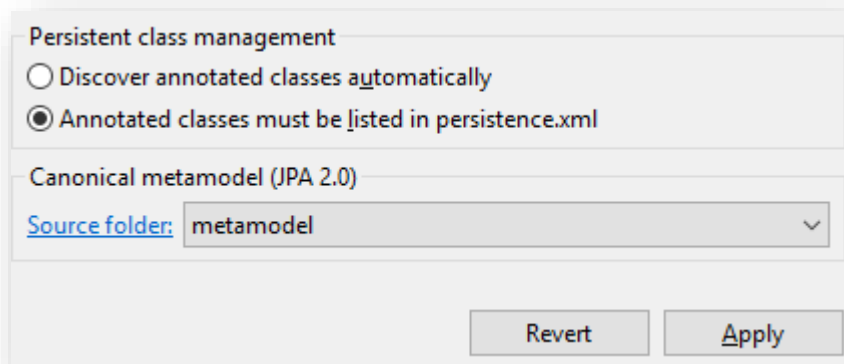 Persistent class management
Discover annotated classes automatically
Annotated classes must be listed in persistence.xml
Canonical metamodel (JPA 2.0)
Source folder: metamodel
Revert Apply